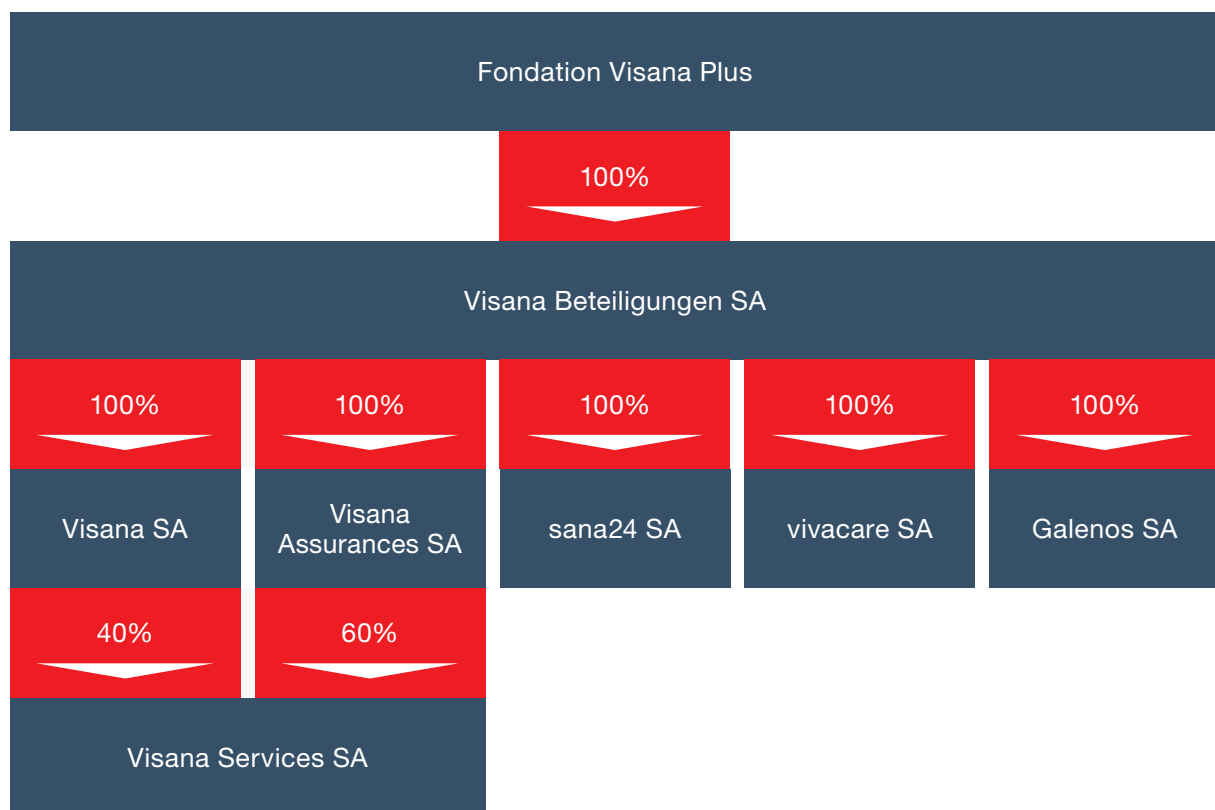 Fondation Visana Plus
100%
Visana Beteiligungen SA
100%
100%
100%
100%
100%
Visana SA
Visana
Assurances SA
sana24 SA
vivacare SA
Galenos SA
40%
60%
Visana Services SA